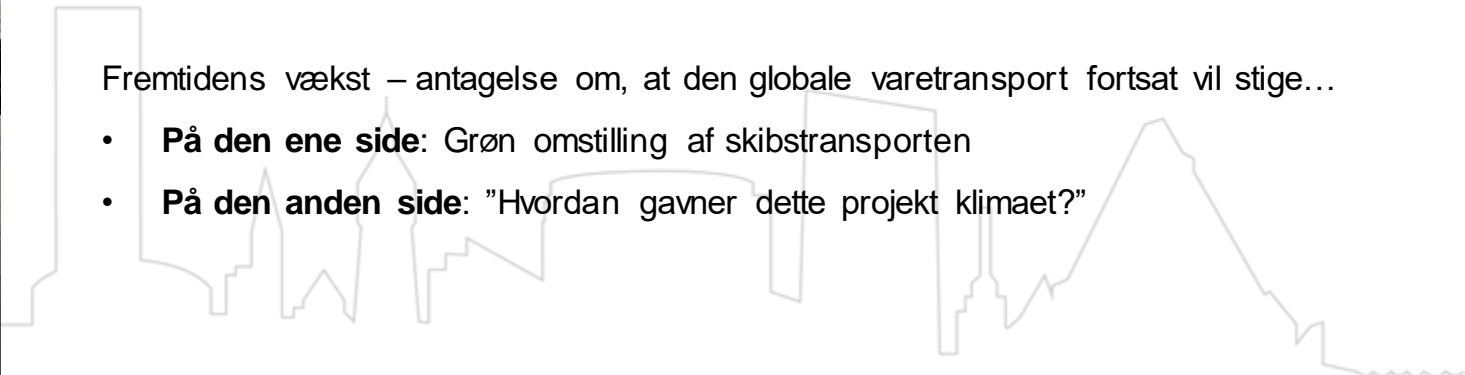 Fremtidens vækst – antagelse om, at den globale varetransport fortsat vil stige…
• På den ene side: Grøn omstilling af skibstransporten
• På den anden side: ”Hvordan gavner dette projekt klimaet?”